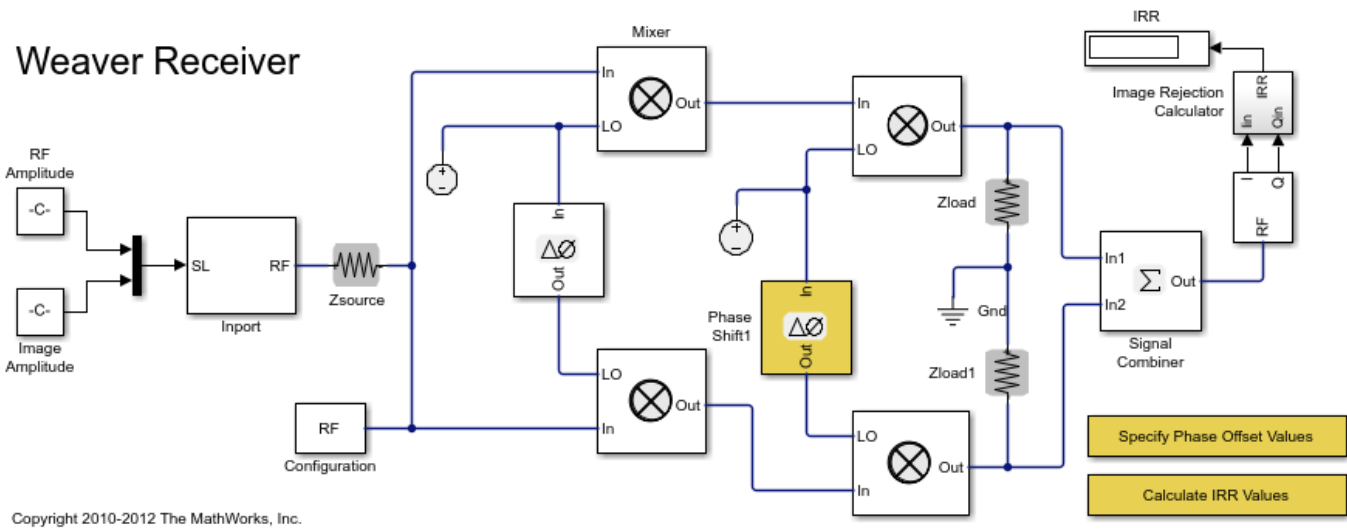 Weaver Receiver
RF
Amplitude
-C-
-C-
Image
Amplitude
SL
RF
Inport
Zsource
RF
Configuration
Mixer
In
LO
Out
In
Out
LO
In
Out
In
LO
Out
In
Out
Phase
Shift1
LO
In
Out
Zload
Gnd
Zload1
In1
In2
Out
Signal
Combiner
IRR
Image Rejection
Calculator
IRR
Iin
Qin
I
Q
RF
Specify Phase Offset Values
Calculate IRR Values
Copyright 2010-2012 The MathWorks, Inc.